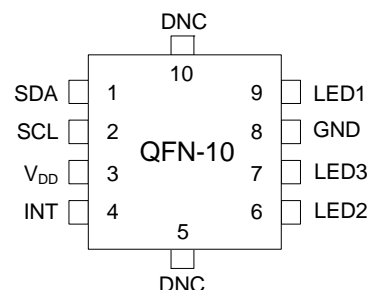 DNC
10
SDA 1 9 LED1
SCL 2 8 GND
QFN-10
VDD 3 7 LED3
INT 4 6 LED2
5
DNC